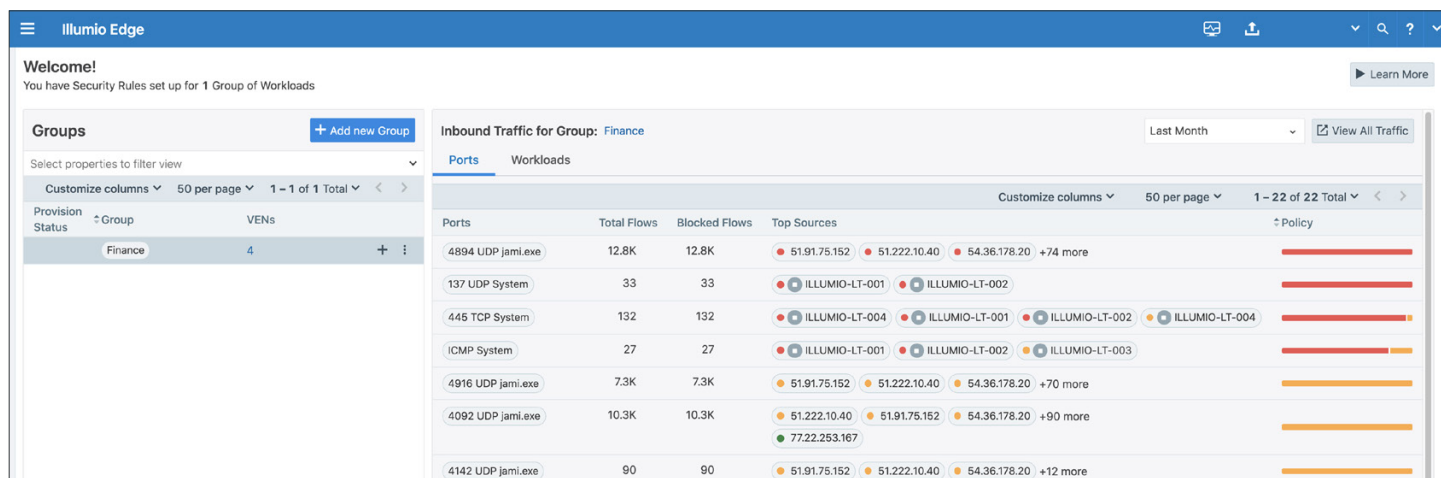 Illumio Edge
?
Welcome!
You have Security Rules set up for 1 Group of Workloads
Learn More
Groups
+ Add new Group
Select properties to filter view
Customize columns 50 per page 1 – 1 of 1 Total
Provision Status Group VENs
Finance 4
Inbound Traffic for Group: Finance
Last Month
View All Traffic
Ports Workloads
Customize columns 50 per page 1 – 22 of 22 Total
Ports Total Flows Blocked Flows Top Sources Policy
4894 UDP jami.exe 12.8K 12.8K 51.91.75.152 51.222.10.40 54.36.178.20 +74 more
137 UDP System 33 33 ILLUMIO-LT-001 ILLUMIO-LT-002
445 TCP System 132 132 ILLUMIO-LT-004 ILLUMIO-LT-001 ILLUMIO-LT-002 ILLUMIO-LT-004
ICMP System 27 27 ILLUMIO-LT-001 ILLUMIO-LT-002 ILLUMIO-LT-003
4916 UDP jami.exe 7.3K 7.3K 51.91.75.152 51.222.10.40 54.36.178.20 +70 more
4092 UDP jami.exe 10.3K 10.3K 51.222.10.40 51.91.75.152 54.36.178.20 +90 more
77.22.253.167
4142 UDP jami.exe 90 90 51.91.75.152 51.222.10.40 54.36.178.20 +12 more